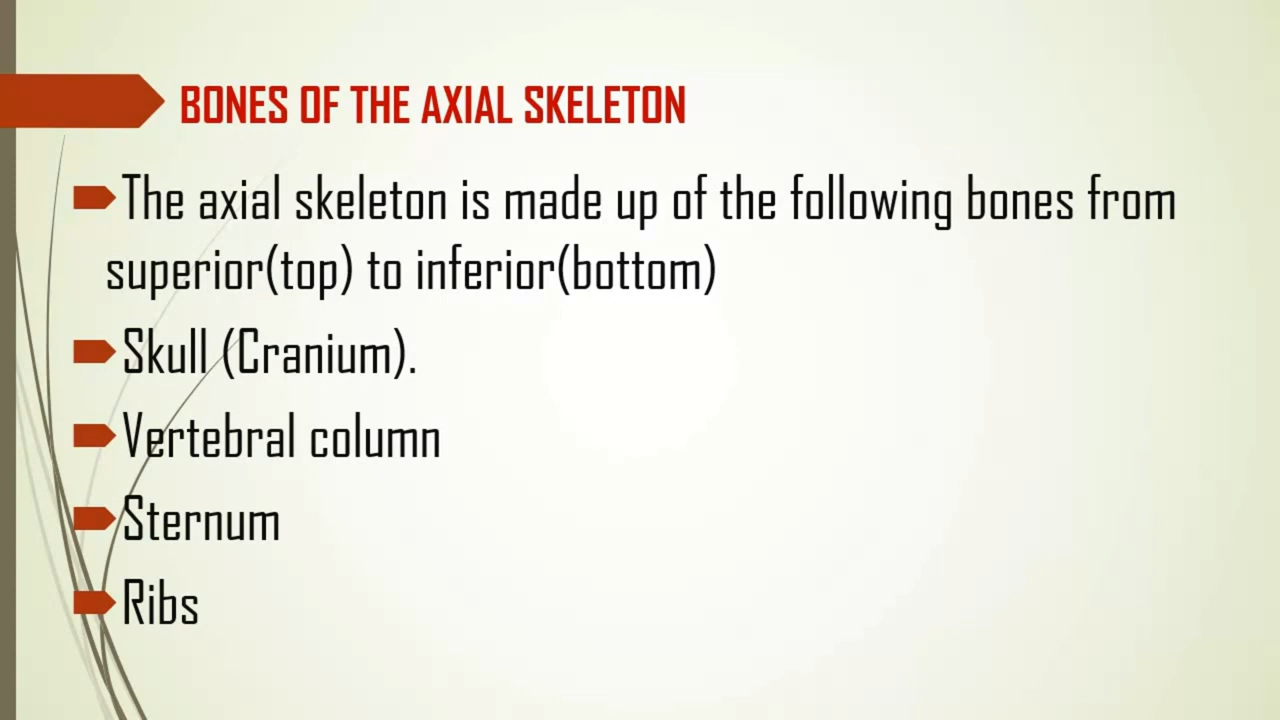 BONES OF THE AXIAL SKELETON
The axial skeleton is made up of the following bones from
superior(top) to inferior(bottom)
Skull (Cranium).
Vertebral column
Sternum
Ribs